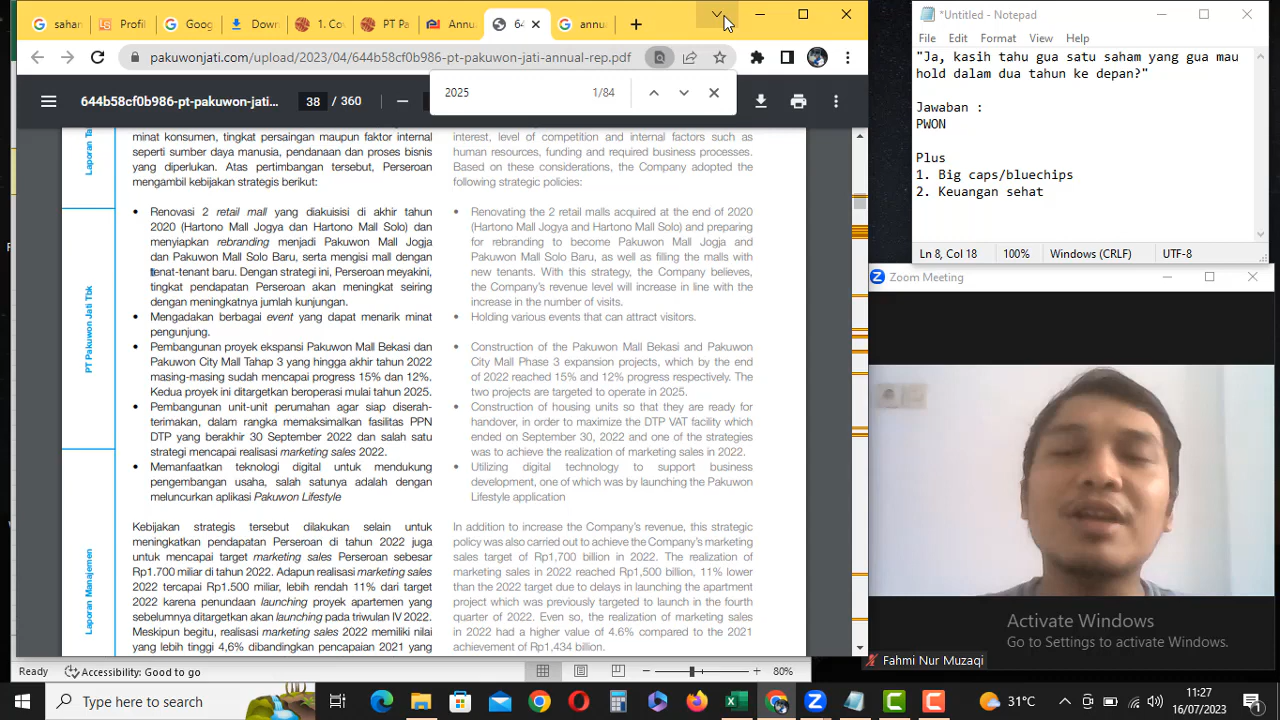 sahar
Profil
Goog
Down
1. Co
PT Pa
Annu
64
annu
pakuwonjati.com/upload/2023/04/644b58cf0b986-pt-pakuwon-jati-annual-rep.pdf
644b58cf0b986-pt-pakuwon-jati-...
38 / 360
2025
1/84
Laporan Ta
PT Pakuwon Jati Tbk
Laporan Manajemen
minat konsumen, tingkat persaingan maupun faktor internal
seperti sumber daya manusia, pendanaan dan proses bisnis
yang diperlukan. Atas pertimbangan tersebut, Perseroan
mengambil kebijakan strategis berikut:
• Renovasi 2 retail mall yang diakuisisi di akhir tahun
2020 (Hartono Mall Jogya dan Hartono Mall Solo) dan
menyiapkan rebranding menjadi Pakuwon Mall Jogja
dan Pakuwon Mall Solo Baru, serta mengisi mall dengan
tenat-tenant baru. Dengan strategi ini, Perseroan meyakini,
tingkat pendapatan Perseroan akan meningkat seiring
dengan meningkatnya jumlah kunjungan.
• Mengadakan berbagai event yang dapat menarik minat
pengunjung.
• Pembangunan proyek ekspansi Pakuwon Mall Bekasi dan
Pakuwon City Mall Tahap 3 yang hingga akhir tahun 2022
masing-masing sudah mencapai progress 15% dan 12%.
Kedua proyek ini ditargetkan beroperasi mulai tahun 2025.
• Pembangunan unit-unit perumahan agar siap diserah-
terimakan, dalam rangka memaksimalkan fasilitas PPN
DTP yang berakhir 30 September 2022 dan salah satu
strategi mencapai realisasi marketing sales 2022.
• Memanfaatkan teknologi digital untuk mendukung
pengembangan usaha, salah satunya adalah dengan
meluncurkan aplikasi Pakuwon Lifestyle
Kebijakan strategis tersebut dilakukan selain untuk
meningkatkan pendapatan Perseroan di tahun 2022 juga
untuk mencapai target marketing sales Perseroan sebesar
Rp1.700 miliar di tahun 2022. Adapun realisasi marketing sales
2022 tercapai Rp1.500 miliar, lebih rendah 11% dari target
2022 karena penundaan launching proyek apartemen yang
sebelumnya ditargetkan akan launching pada triwulan IV 2022.
Meskipun begitu, realisasi marketing sales 2022 memiliki nilai
yang lebih tinggi 4,6% dibandingkan pencapaian 2021 yang
interest, level of competition and internal factors such as
human resources, funding and required business processes.
Based on these considerations, the Company adopted the
following strategic policies:
• Renovating the 2 retail malls acquired at the end of 2020
(Hartono Mall Jogya and Hartono Mall Solo) and preparing
for rebranding to become Pakuwon Mall Jogja and
Pakuwon Mall Solo Baru, as well as filling the malls with
new tenants. With this strategy, the Company believes,
the Company's revenue level will increase in line with the
increase in the number of visits.
• Holding various events that can attract visitors.
• Construction of the Pakuwon Mall Bekasi and Pakuwon
City Mall Phase 3 expansion projects, which by the end
of 2022 reached 15% and 12% progress respectively. The
two projects are targeted to operate in 2025.
• Construction of housing units so that they are ready for
handover, in order to maximize the DTP VAT facility which
ended on September 30, 2022 and one of the strategies
was to achieve the realization of marketing sales in 2022.
• Utilizing digital technology to support business
development, one of which was by launching the Pakuwon
Lifestyle application
In addition to increase the Company's revenue, this strategic
policy was also carried out to achieve the Company's marketing
sales target of Rp1,700 billion in 2022. The realization of
marketing sales in 2022 reached Rp1,500 billion, 11% lower
than the 2022 target due to delays in launching the apartment
project which was previously targeted to launch in the fourth
quarter of 2022. Even so, the realization of marketing sales
in 2022 had a higher value of 4.6% compared to the 2021
achievement of Rp1,434 billion.
*Untitled - Notepad
File Edit Format View Help
"Ja, kasih tahu gua satu saham yang gua mau
hold dalam dua tahun ke depan?"
Jawaban :
PWON
Plus
1. Big caps/bluechips
2. Keuangan sehat
Ln 8, Col 18 100% Windows (CRLF) UTF-8
Zoom Meeting
Activate Windows
Go to Settings to activate Windows.
Fahmi Nur Muzaqi
Ready
Accessibility: Good to go
80%
Type here to search
31°C
11:27
16/07/2023
1